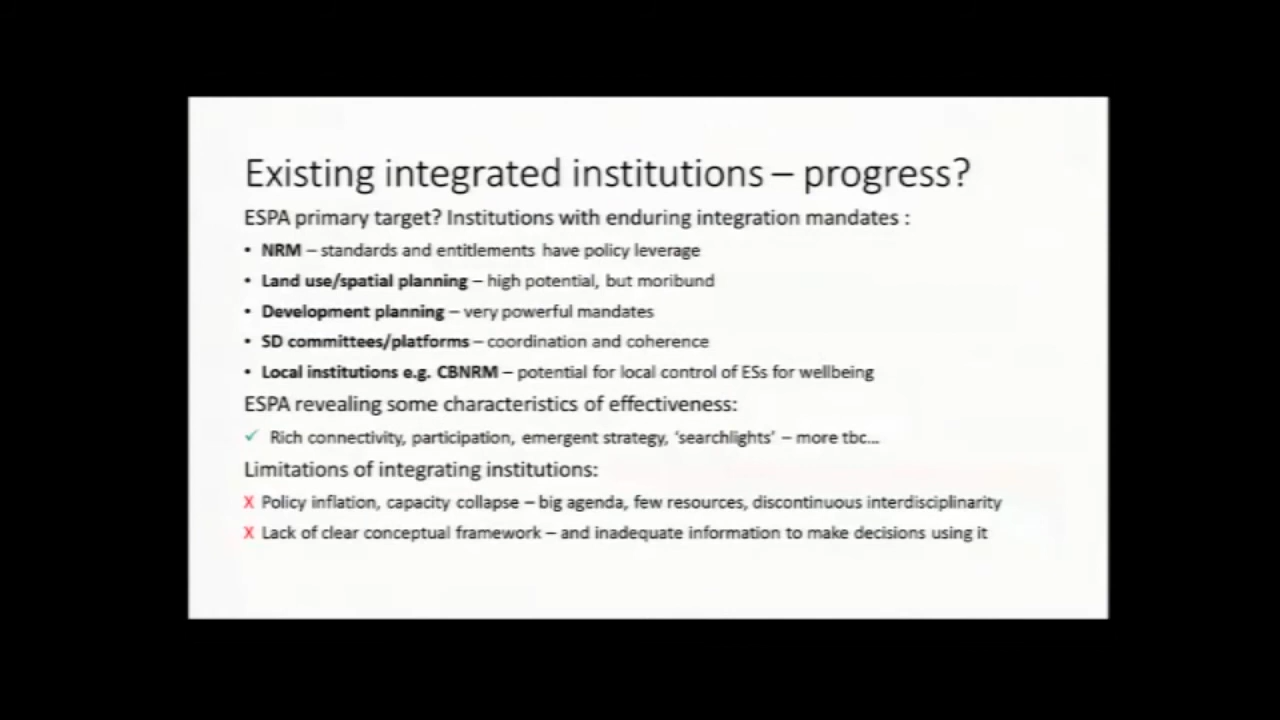 Existing integrated institutions – progress?
ESPA primary target? Institutions with enduring integration mandates :
• NRM – standards and entitlements have policy leverage
• Land use/spatial planning – high potential, but moribund
• Development planning – very powerful mandates
• SD committees/platforms – coordination and coherence
• Local institutions e.g. CBNRM – potential for local control of ESs for wellbeing
ESPA revealing some characteristics of effectiveness:
✓ Rich connectivity, participation, emergent strategy, ‘searchlights’ – more tbc…
Limitations of integrating institutions:
X Policy inflation, capacity collapse – big agenda, few resources, discontinuous interdisciplinarity
X Lack of clear conceptual framework – and inadequate information to make decisions using it